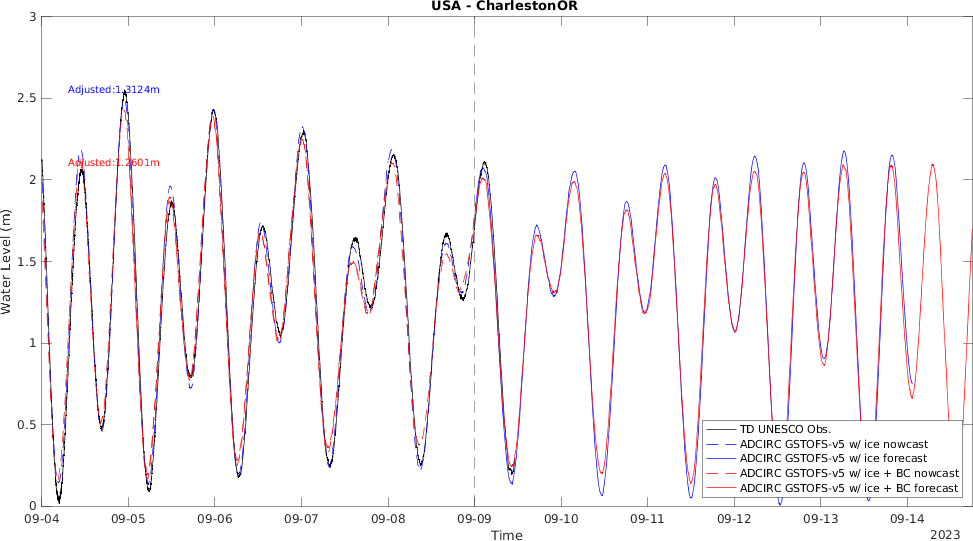 USA - CharlestonOR
3
2.5
2
1.5
1
0.5
0
Water Level (m)
Adjusted:1.3124m
Adjusted:1.2601m
TD UNESCO Obs.
ADCIRC GSTOFS-v5 w/ ice nowcast
ADCIRC GSTOFS-v5 w/ ice forecast
ADCIRC GSTOFS-v5 w/ ice + BC nowcast
ADCIRC GSTOFS-v5 w/ ice + BC forecast
09-04 09-05 09-06 09-07 09-08 09-09 09-10 09-11 09-12 09-13 09-14
Time
2023